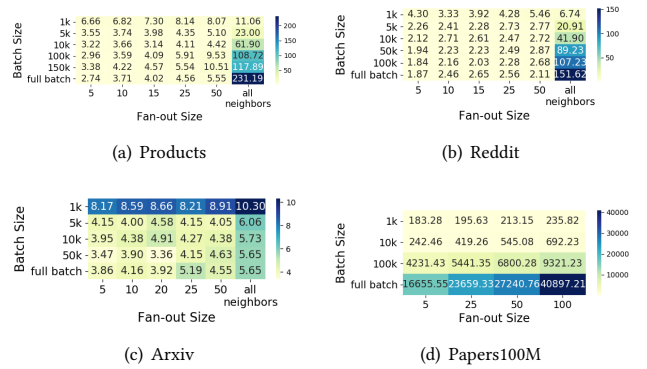 1k 6.66 6.82 7.30 8.14 8.07 11.06
5k 3.55 3.74 3.98 4.35 5.10 23.00
10k 3.22 3.66 3.14 4.11 4.42 61.90
100k 2.96 3.59 4.09 5.91 9.53 108.72
150k 3.38 4.22 4.57 5.54 10.51 117.89
full batch 2.74 3.71 4.02 4.56 5.55 231.19
5 10 15 25 50 all neighbors
Batch Size
Fan-out Size
200
150
100
50
(a) Products
1k 4.30 3.33 3.92 4.28 5.46 6.74
5k 2.26 2.41 2.28 2.73 2.77 20.91
10k 2.12 2.71 2.61 2.47 2.72 41.90
50k 1.94 2.23 2.23 2.49 2.87 89.23
100k 1.84 2.16 2.03 2.28 2.68 107.23
full batch 1.87 2.46 2.65 2.56 2.11 151.62
5 10 15 25 50 all neighbors
Batch Size
Fan-out Size
150
100
50
(b) Reddit
1k 8.17 8.59 8.66 8.21 8.91 10.30
5k 4.15 4.00 4.58 4.15 4.05 6.06
10k 3.95 4.38 4.91 4.27 4.38 5.73
50k 3.47 3.90 3.36 4.15 4.63 5.65
full batch 3.86 4.16 3.92 5.19 4.55 5.65
5 10 20 25 50 all neighbors
Batch Size
Fan-out Size
10
8
6
4
(c) Arxiv
1k 183.28 195.63 213.15 235.82
10k 242.46 419.26 545.08 692.23
100k 4231.43 5441.35 6800.28 9321.23
full batch 16655.55 23659.33 27240.76 40897.21
5 25 50 100
Batch Size
Fan-out Size
40000
30000
20000
10000
(d) Papers100M